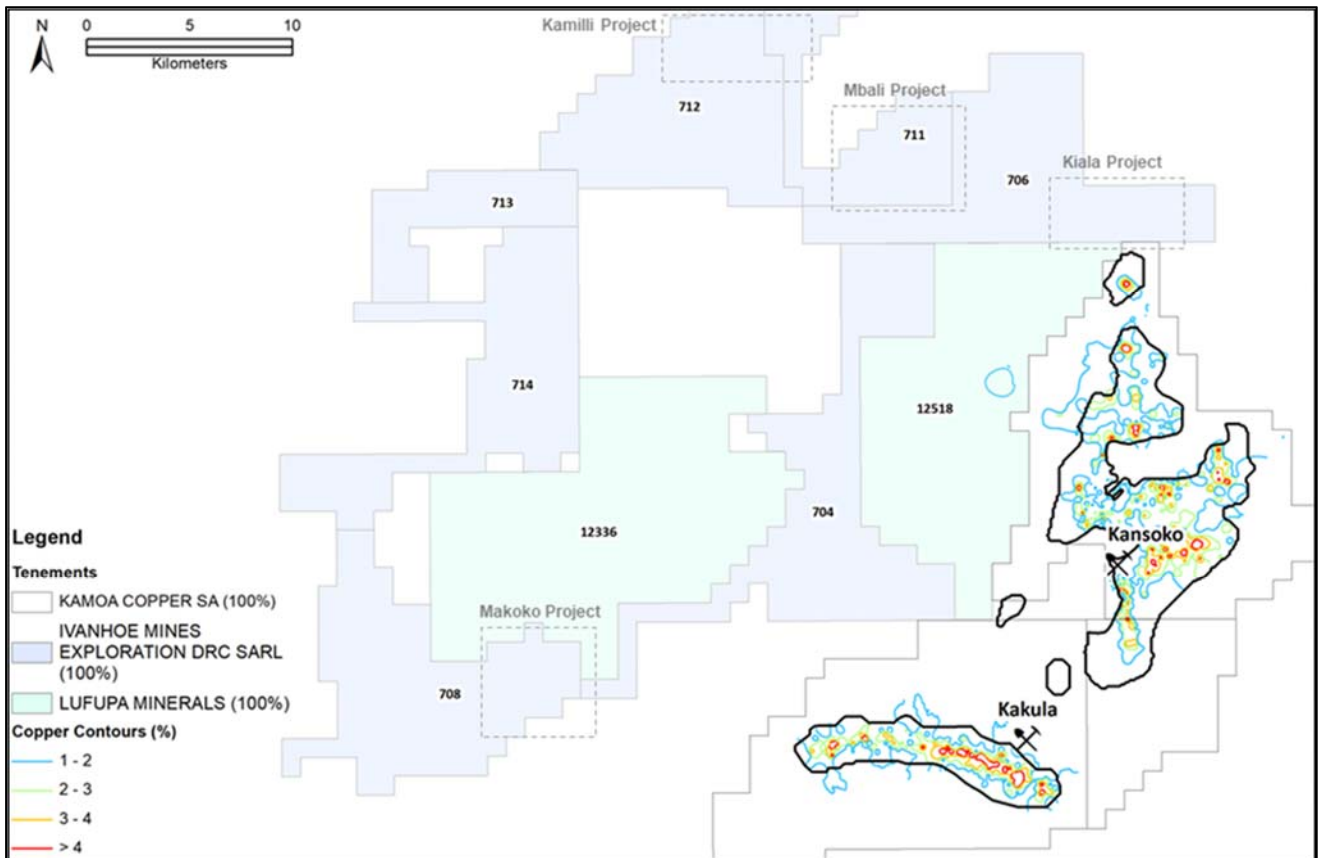 N
0 5 10
Kilometers
Kamilli Project
712
Mbali Project
711
Kiala Project
706
713
714
12518
704
12336
Kansoko
Makoko Project
708
Kakula
Legend
Tenements
KAMOA COPPER SA (100%)
IVANHOE MINES
EXPLORATION DRC SARL
(100%)
LUFUPA MINERALS (100%)
Copper Contours (%)
1 - 2
2 - 3
3 - 4
> 4